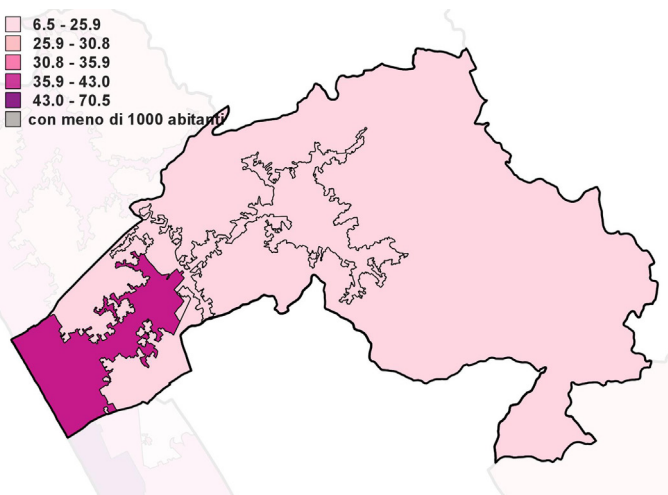 6.5 - 25.9
25.9 - 30.8
30.8 - 35.9
35.9 - 43.0
43.0 - 70.5
con meno di 1000 abitanti